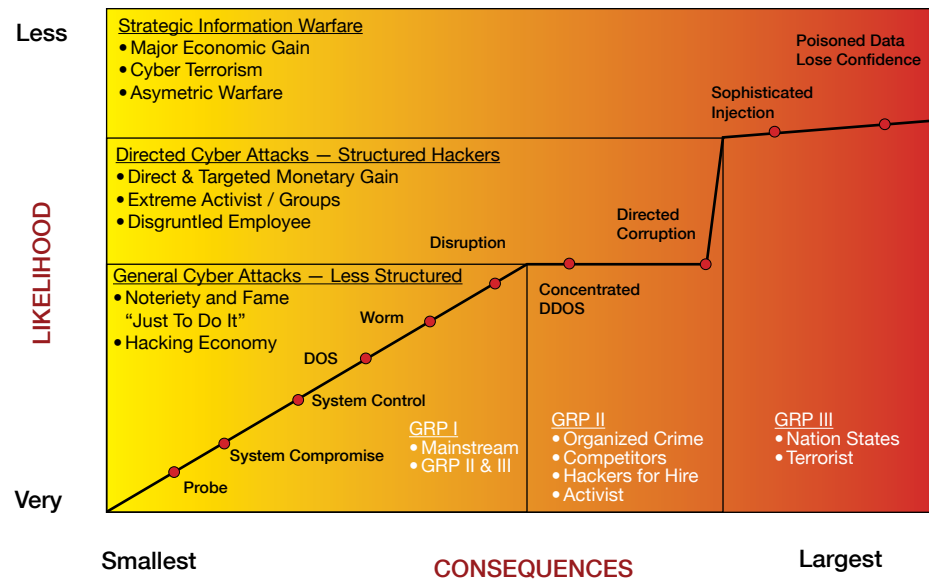 Less
Strategic Information Warfare
• Major Economic Gain
• Cyber Terrorism
• Asymetric Warfare
Poisoned Data
Lose Confidence
Sophisticated
Injection
Directed Cyber Attacks — Structured Hackers
• Direct & Targeted Monetary Gain
• Extreme Activist / Groups
• Disgruntled Employee
Directed
Corruption
Disruption
LIKELIHOOD
General Cyber Attacks — Less Structured
• Noteriety and Fame
“Just To Do It”
• Hacking Economy
Concentrated
DDOS
Worm
DOS
System Control
System Compromise
Probe
GRP I
• Mainstream
• GRP II & III
GRP II
• Organized Crime
• Competitors
• Hackers for Hire
• Activist
GRP III
• Nation States
• Terrorist
Very
Smallest
CONSEQUENCES
Largest